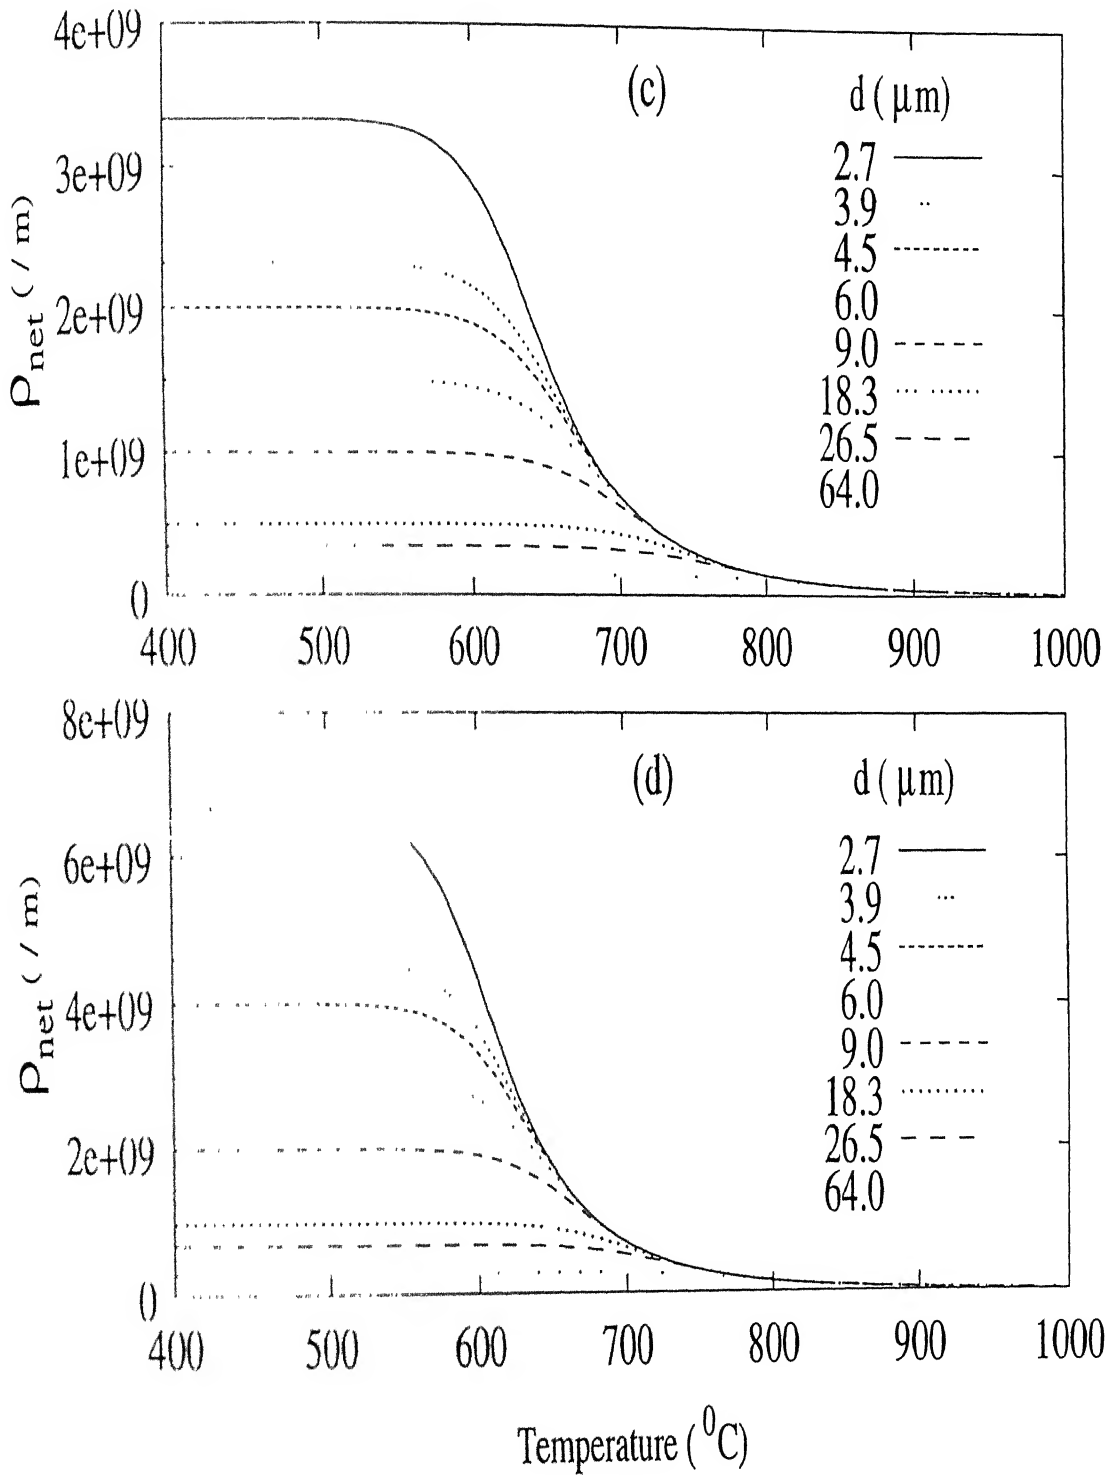 4e+09
3e+09
2e+09
1e+09
0
ρnet ( / m)
(c)
d ( μm)
2.7
3.9
4.5
6.0
9.0
18.3
26.5
64.0
400 500 600 700 800 900 1000
8e+09
6e+09
4e+09
2e+09
0
ρnet ( / m)
(d)
d ( μm)
2.7
3.9
4.5
6.0
9.0
18.3
26.5
64.0
400 500 600 700 800 900 1000
Temperature ( ⁰C)